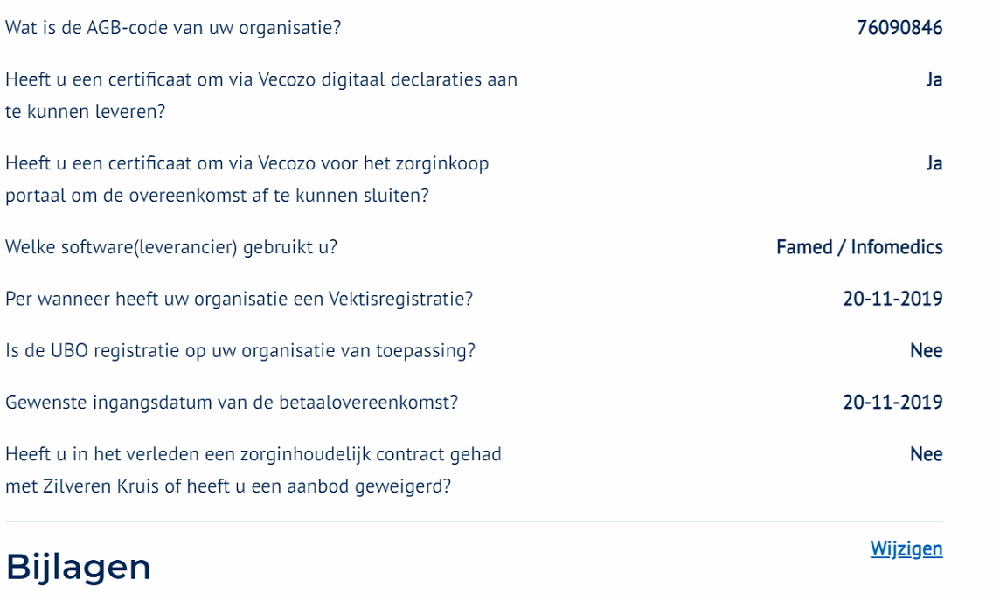 Wat is de AGB-code van uw organisatie? 76090846
Heeft u een certificaat om via Vecozo digitaal declaraties aan Ja
te kunnen leveren?
Heeft u een certificaat om via Vecozo voor het zorginkoop Ja
portaal om de overeenkomst af te kunnen sluiten?
Welke software(leverancier) gebruikt u? Famed / Infomedics
Per wanneer heeft uw organisatie een Vektisregistratie? 20-11-2019
Is de UBO registratie op uw organisatie van toepassing? Nee
Gewenste ingangsdatum van de betaalovereenkomst? 20-11-2019
Heeft u in het verleden een zorginhoudelijk contract gehad Nee
met Zilveren Kruis of heeft u een aanbod geweigerd?
Wijzigen
Bijlagen